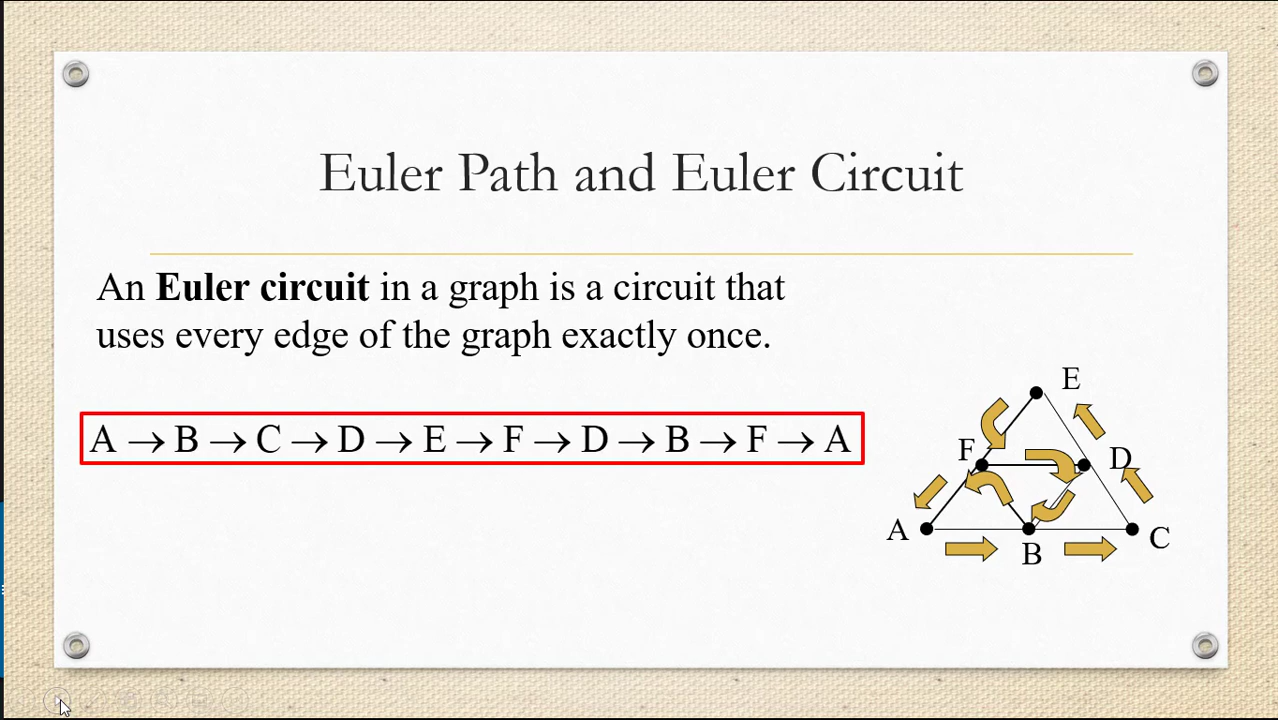 Euler Path and Euler Circuit
An Euler circuit in a graph is a circuit that
uses every edge of the graph exactly once.
A → B → C → D → E → F → D → B → F → A
E
F
D
A
B
C